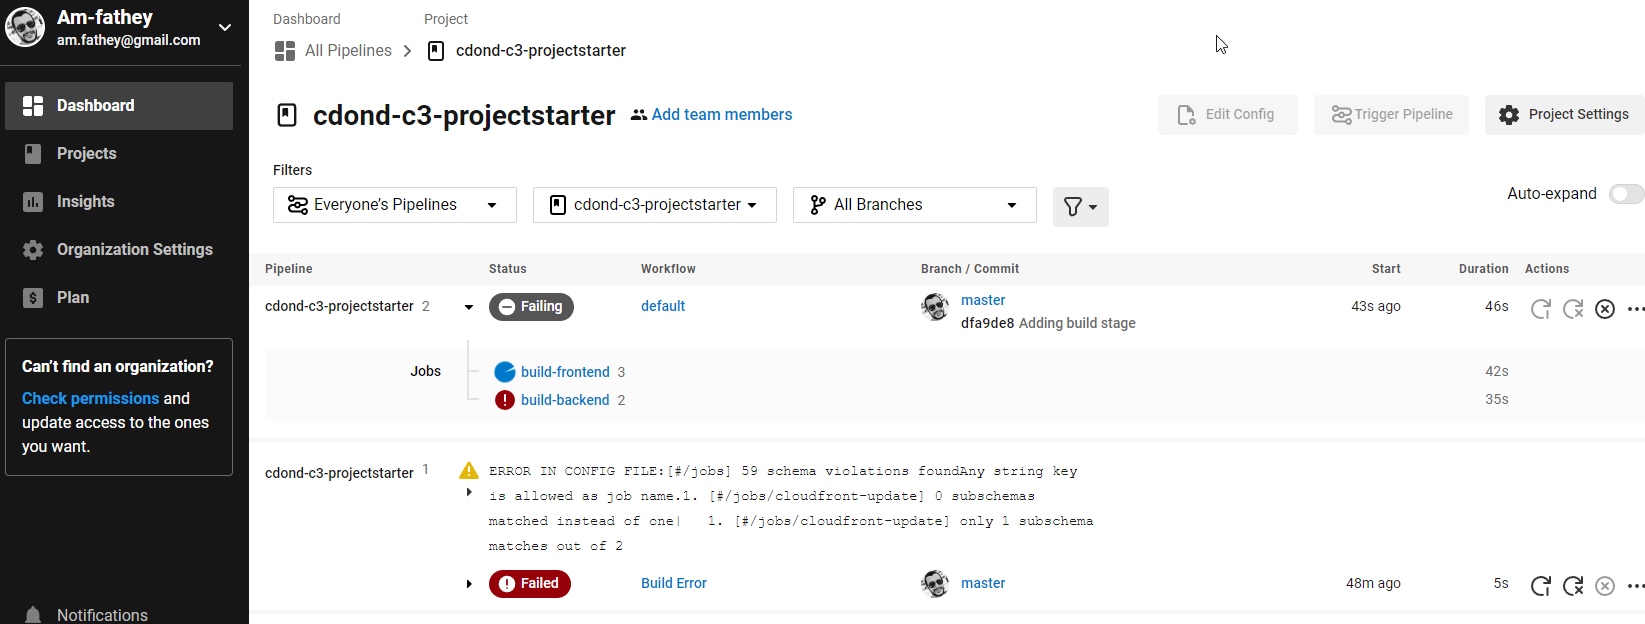 Am-fathey
am.fathey@gmail.com
Dashboard
Projects
Insights
Organization Settings
Plan
Can't find an organization?
Check permissions and
update access to the ones
you want.
Notifications
Dashboard Project
All Pipelines cdond-c3-projectstarter
cdond-c3-projectstarter Add team members
Edit Config Trigger Pipeline Project Settings
Filters
Everyone's Pipelines cdond-c3-projectstarter All Branches
Auto-expand
Pipeline Status Workflow Branch / Commit Start Duration Actions
cdond-c3-projectstarter 2 Failing default master 43s ago 46s
dfa9de8 Adding build stage
Jobs build-frontend 3 42s
build-backend 2 35s
cdond-c3-projectstarter 1 ERROR IN CONFIG FILE:[#/jobs] 59 schema violations foundAny string key
is allowed as job name.1. [#/jobs/cloudfront-update] 0 subschemas
matched instead of one| 1. [#/jobs/cloudfront-update] only 1 subschema
matches out of 2
Failed Build Error master 48m ago 5s